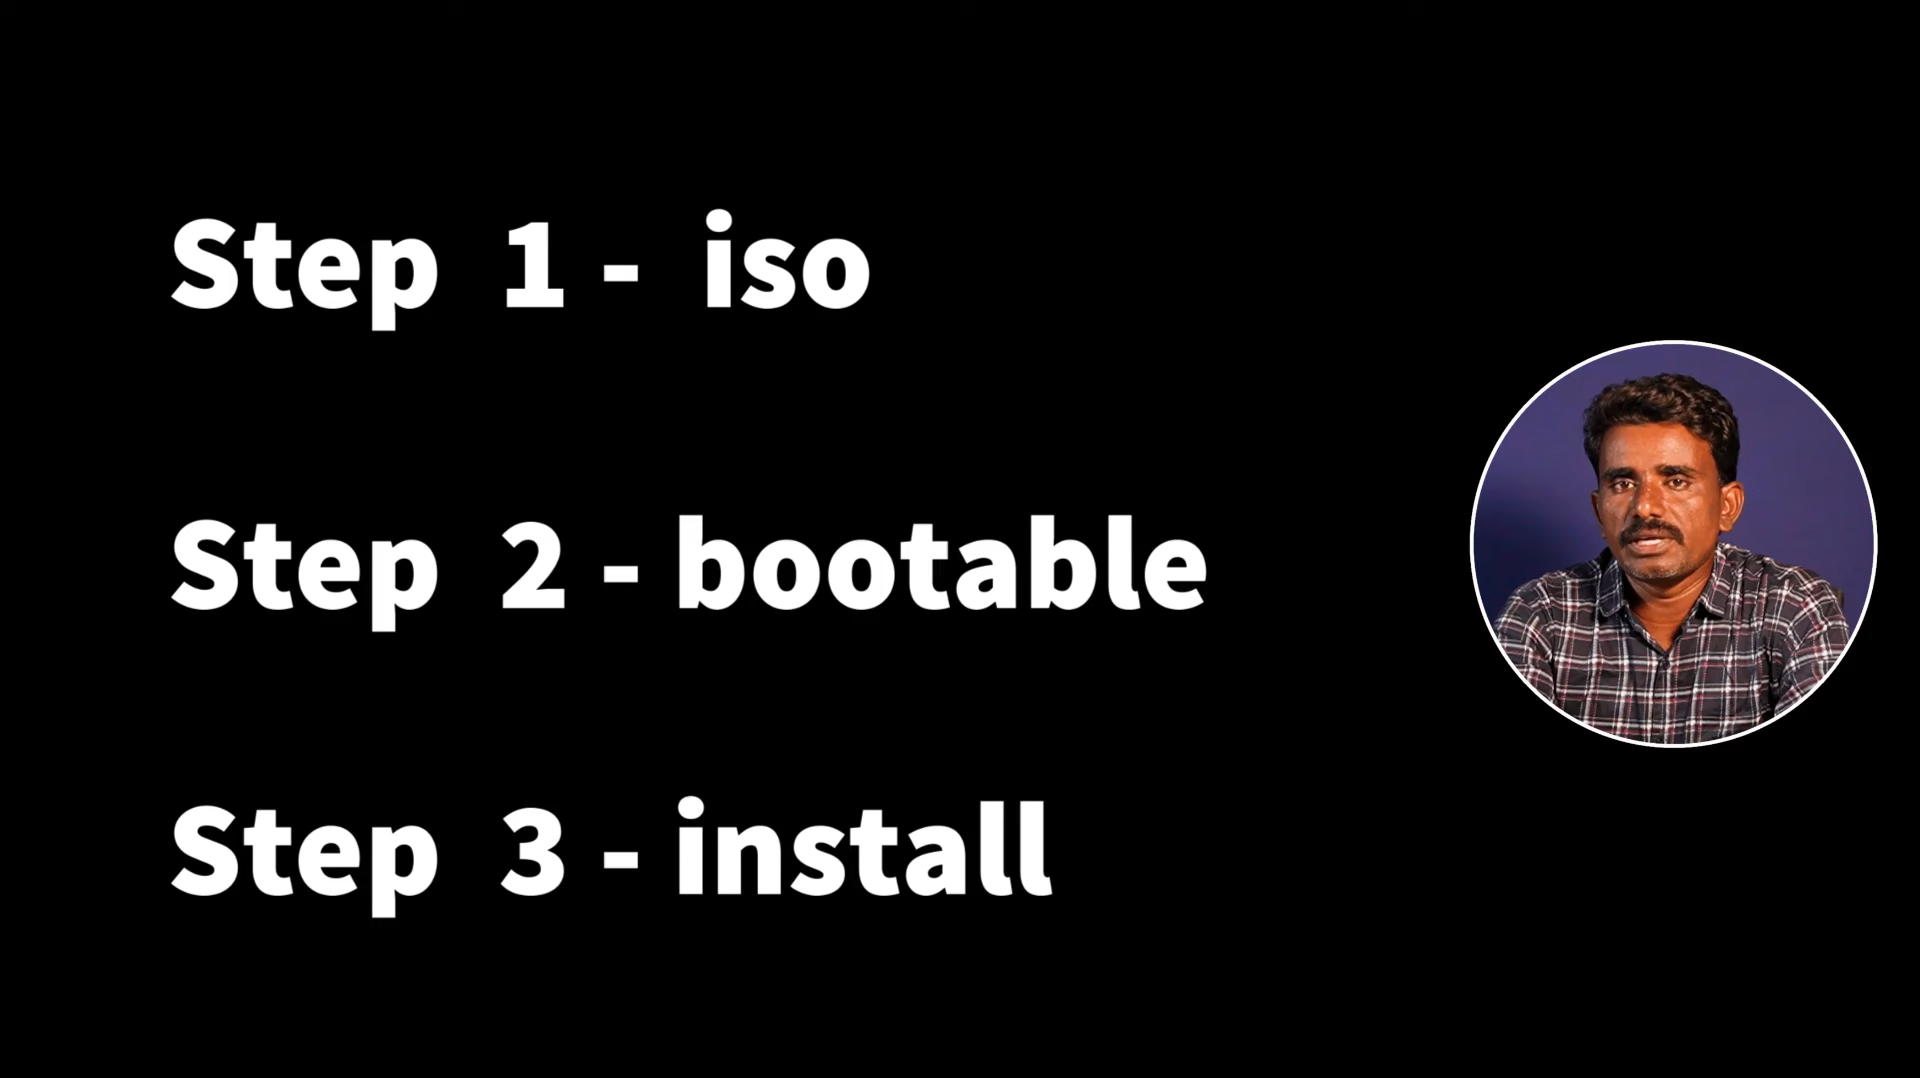 Step 1 - iso
Step 2 - bootable
Step 3 - install